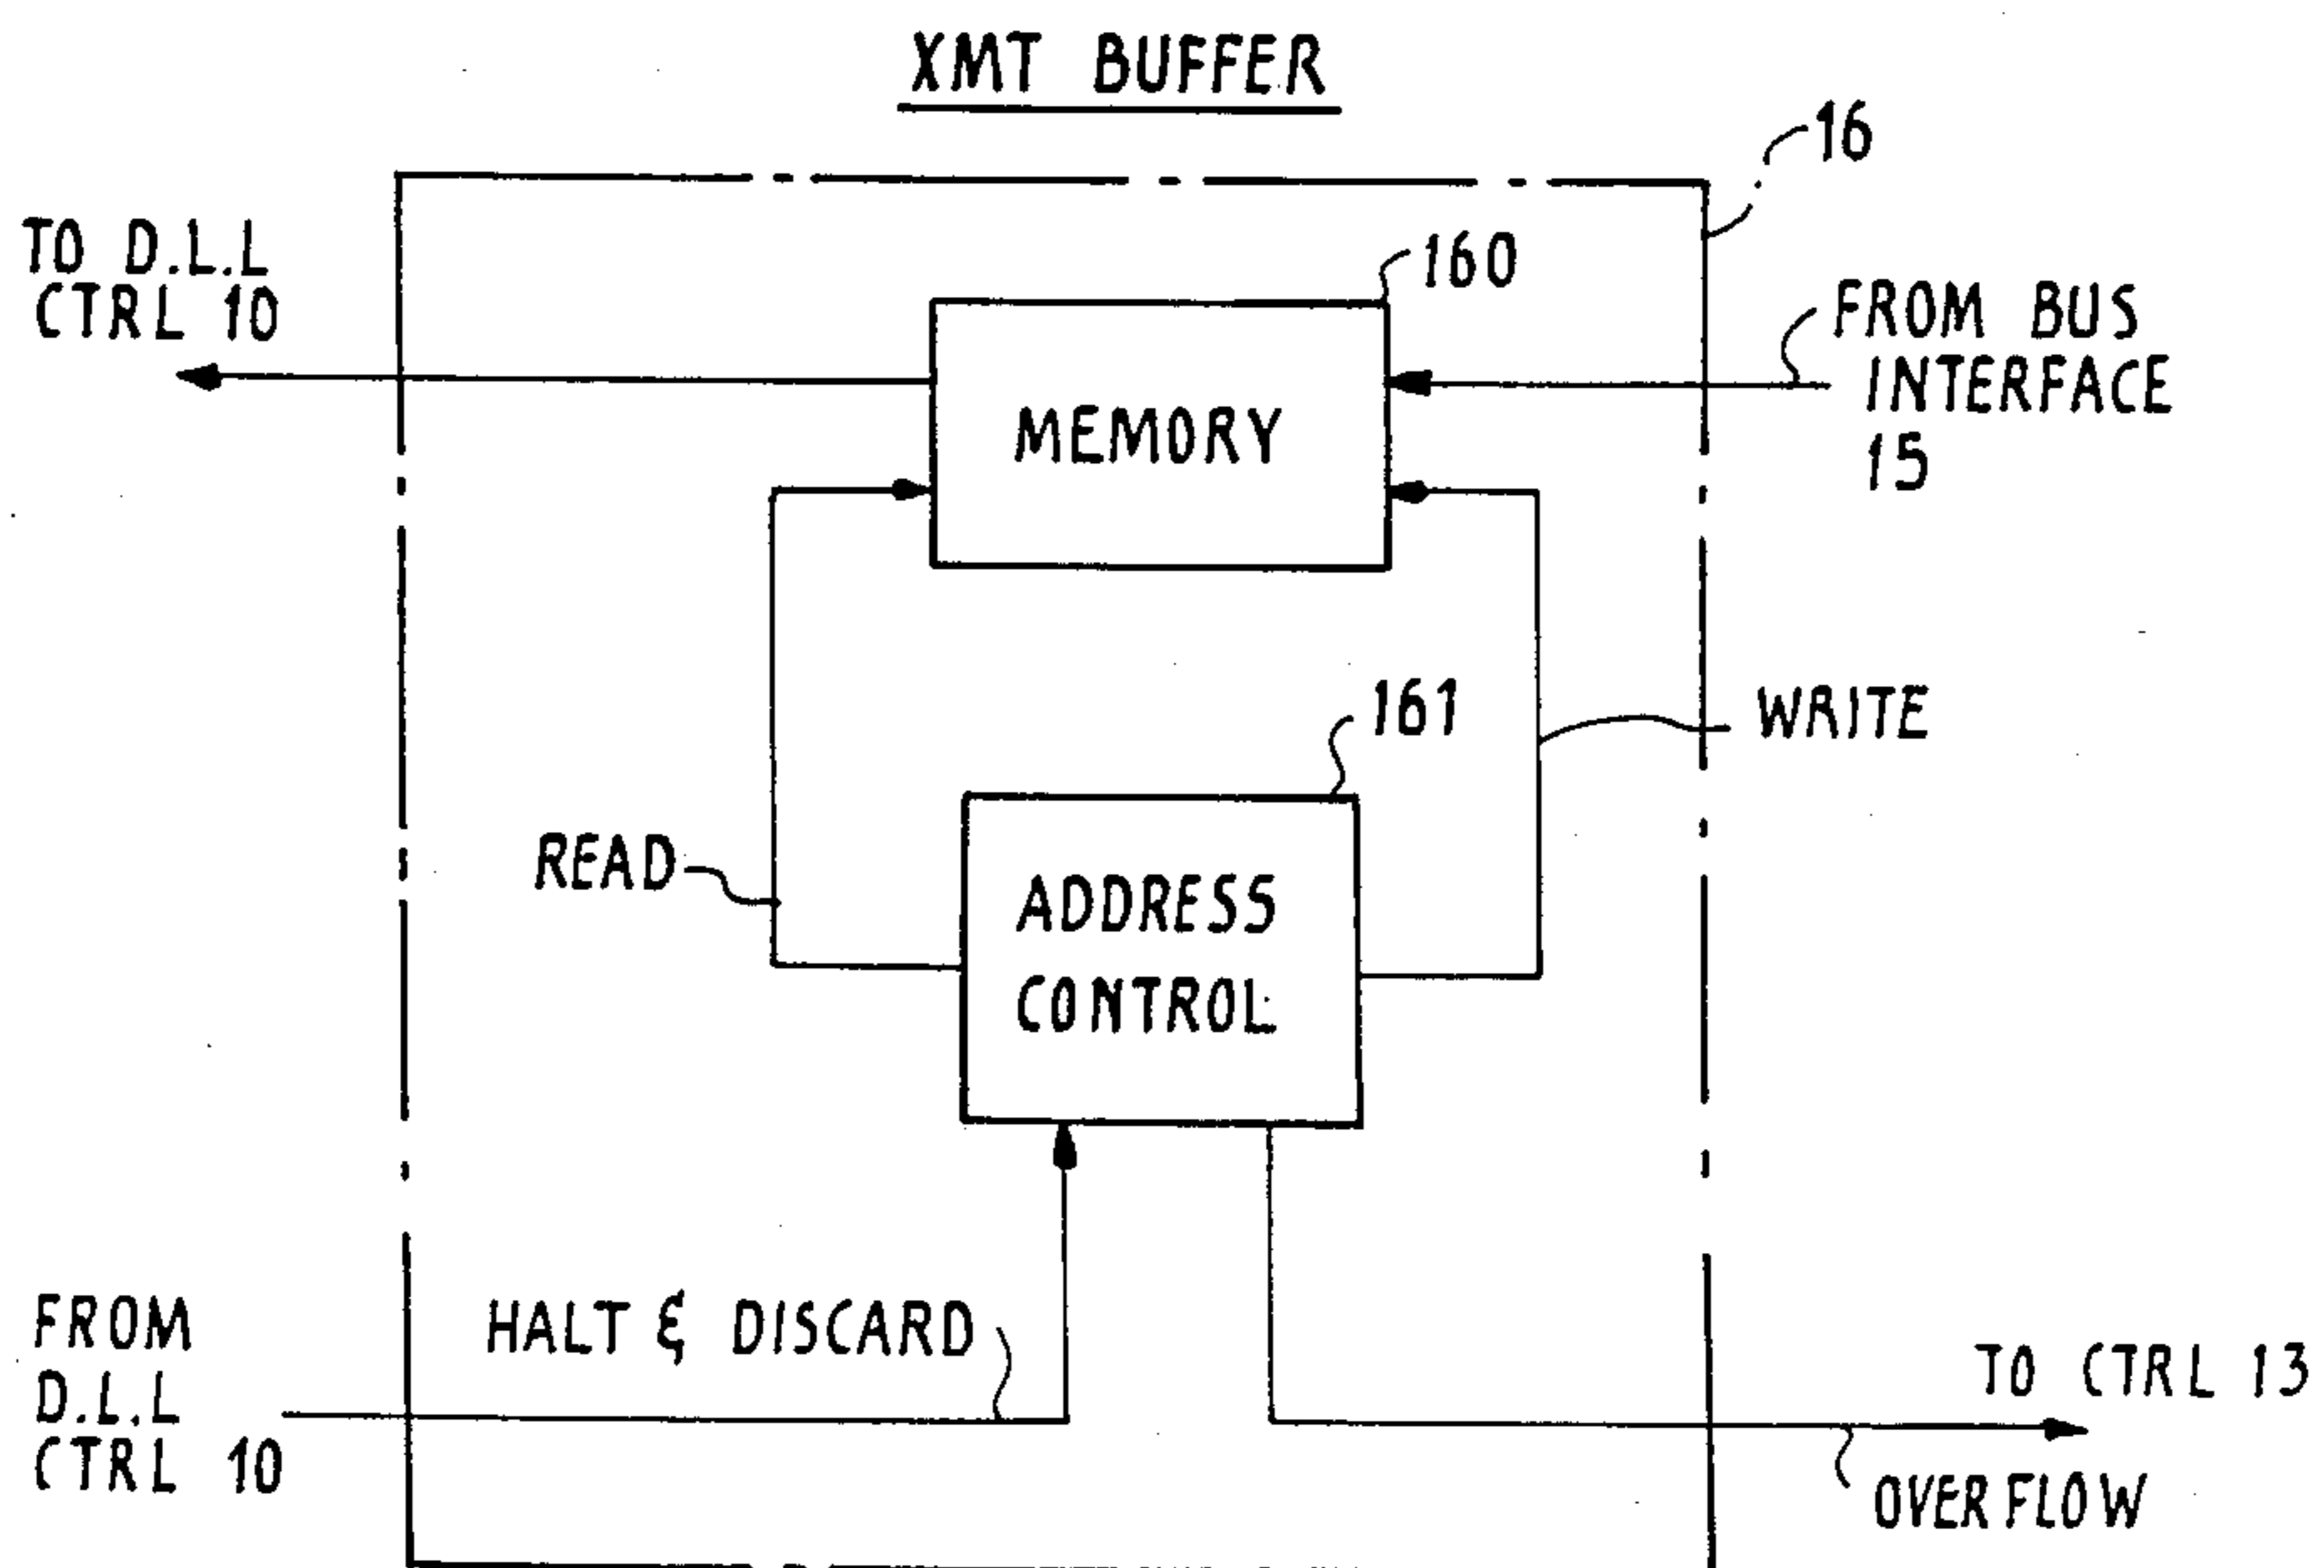 XMT BUFFER
16
TO D.L.L
CTRL 10
160
FROM BUS
INTERFACE
15
MEMORY
161
WRITE
READ
ADDRESS
CONTROL
FROM
D.L.L
CTRL 10
HALT & DISCARD
TO CTRL 13
OVERFLOW